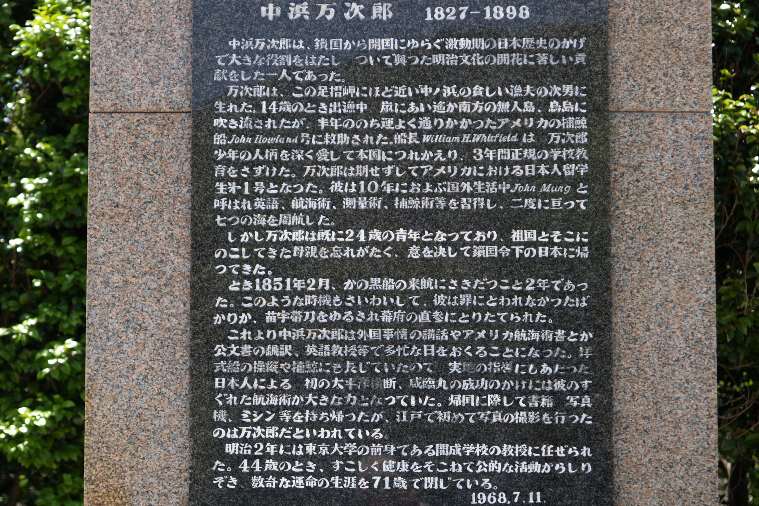 中浜万次郎 1827-1898
中浜万次郎は、鎖国から開国にゆらぐ激動期の日本歴史のかげ
で大きな役割をはたし ついで興つた明治文化の開花に著しい貢
献をした一人であった。
万次郎は、この足摺岬にほど近い中ノ浜の貧しい漁夫の次男に
生れた。14歳のとき出漁中 嵐にあい遙か南方の無人島、鳥島に
吹き流されたが、半年ののち運よく通りかかったアメリカの捕鯨
船John Howland号に救助された。船長William H.Whitfieldは 万次郎
少年の人柄を深く愛して本国につれかえり、3年間正規の学校教
育をさずけた。万次郎は期せずしてアメリカにおける日本人留学
生才1号となつた。彼は10年におよぶ国外生活中John Mungと
呼ばれ英語、航海術、測量術、捕鯨術等を習得し、二度に亘って
七つの海を周航した。
しかし万次郎は既に24歳の青年となっており、祖国とそこに
のこしてきた母親を忘れがたく、意を決して鎖国令下の日本に帰
つてきた。
とき1851年2月、かの黒船の来航にさきだつこと2年であっ
た。このような時機もさいわいして、彼は罪にとわれなかったば
かりか、苗字帯刀をゆるされ幕府の直参にとりたてられた。
これより中浜万次郎は外国事情の講話やアメリカ航海術書とか
公文書の飜訳、英語教授等で多忙な日をおくることになった。洋
式船の操縦や捕鯨にも長じていたので 実地の指導にもあたった
日本人による 初の太平洋横断、咸臨丸の成功のかげには彼のす
ぐれた航海術が大きな力となつていた。帰国に際して書籍 写真
機、ミシン等を持ち帰ったが、江戸で初めて写真の撮影を行った
のは万次郎だといわれている。
明治2年には東京大学の前身である開成学校の教授に任ぜられ
た。44歳のとき、すこしく健康をそこねて公的な活動からしり
ぞき、数奇な運命の生涯を71歳で閉じている。
1968.7.11